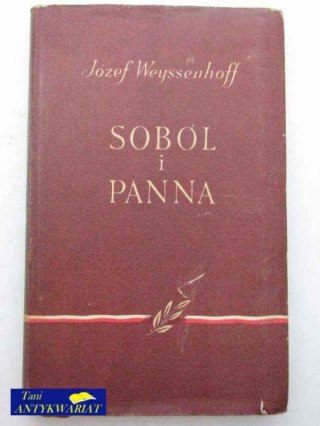 Józef Weyssenhoff
SOBÓL
i
PANNA
Tani
ANTYKWARIAT